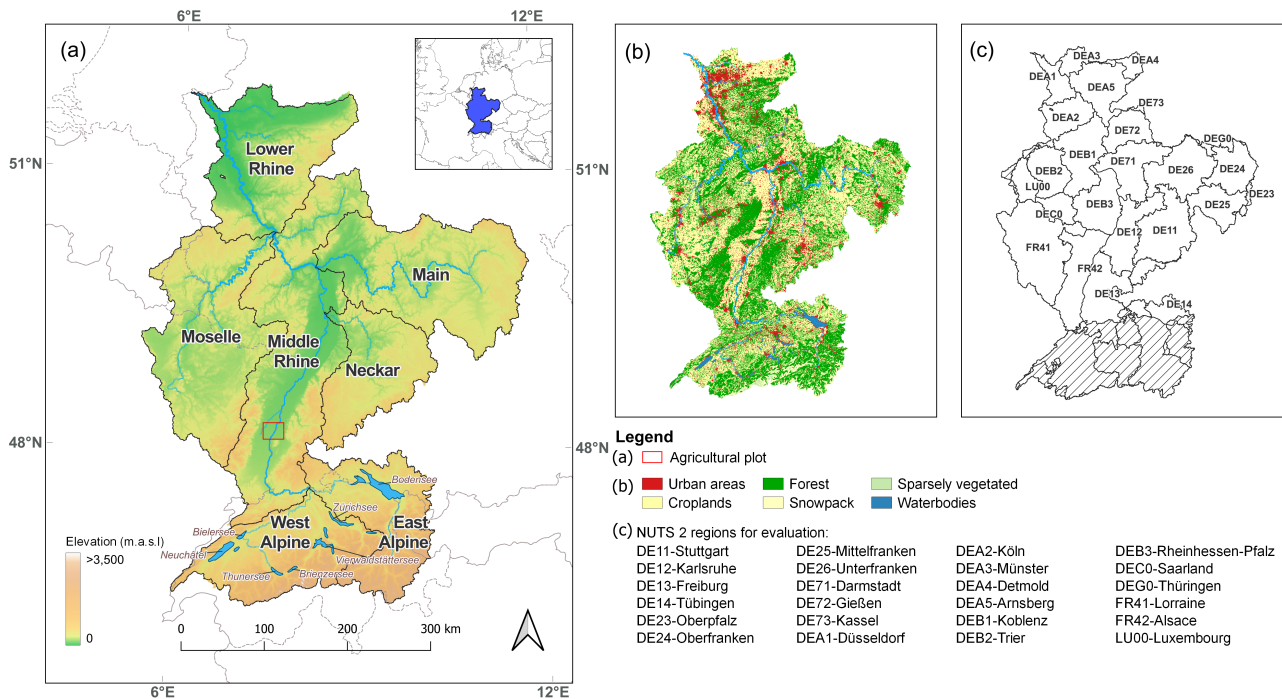 6°E
12°E
(a)
51°N
48°N
Lower
Rhine
Main
Moselle
Middle
Rhine
Neckar
Bodensee
Zürichsee
West
Alpine
East
Alpine
Bielersee
Neuchâtel
Vierwaldstättersee
Thunersee
Brienzersee
Elevation (m.a.s.l)
>3,500
0
0 100 200 300 km
6°E
12°E
(b)
51°N
48°N
(c)
DEA3
DEA4
DEA1
DEA5
DE73
DEA2
DE72
DEG0
DEB1
DE71
DEB2
DE26
DE24
LU00
DE23
DEC0
DEB3
DE25
DE12
DE11
FR41
FR42
DE13
DE14
Legend
(a) Agricultural plot
(b) Urban areas Forest Sparsely vegetated
Croplands Snowpack Waterbodies
(c) NUTS 2 regions for evaluation:
DE11-Stuttgart DE25-Mittelfranken DEA2-Köln DEB3-Rheinhessen-Pfalz
DE12-Karlsruhe DE26-Unterfranken DEA3-Münster DEC0-Saarland
DE13-Freiburg DE71-Darmstadt DEA4-Detmold DEG0-Thüringen
DE14-Tübingen DE72-Gießen DEA5-Arnsberg FR41-Lorraine
DE23-Oberpfalz DE73-Kassel DEB1-Koblenz FR42-Alsace
DE24-Oberfranken DEA1-Düsseldorf DEB2-Trier LU00-Luxembourg